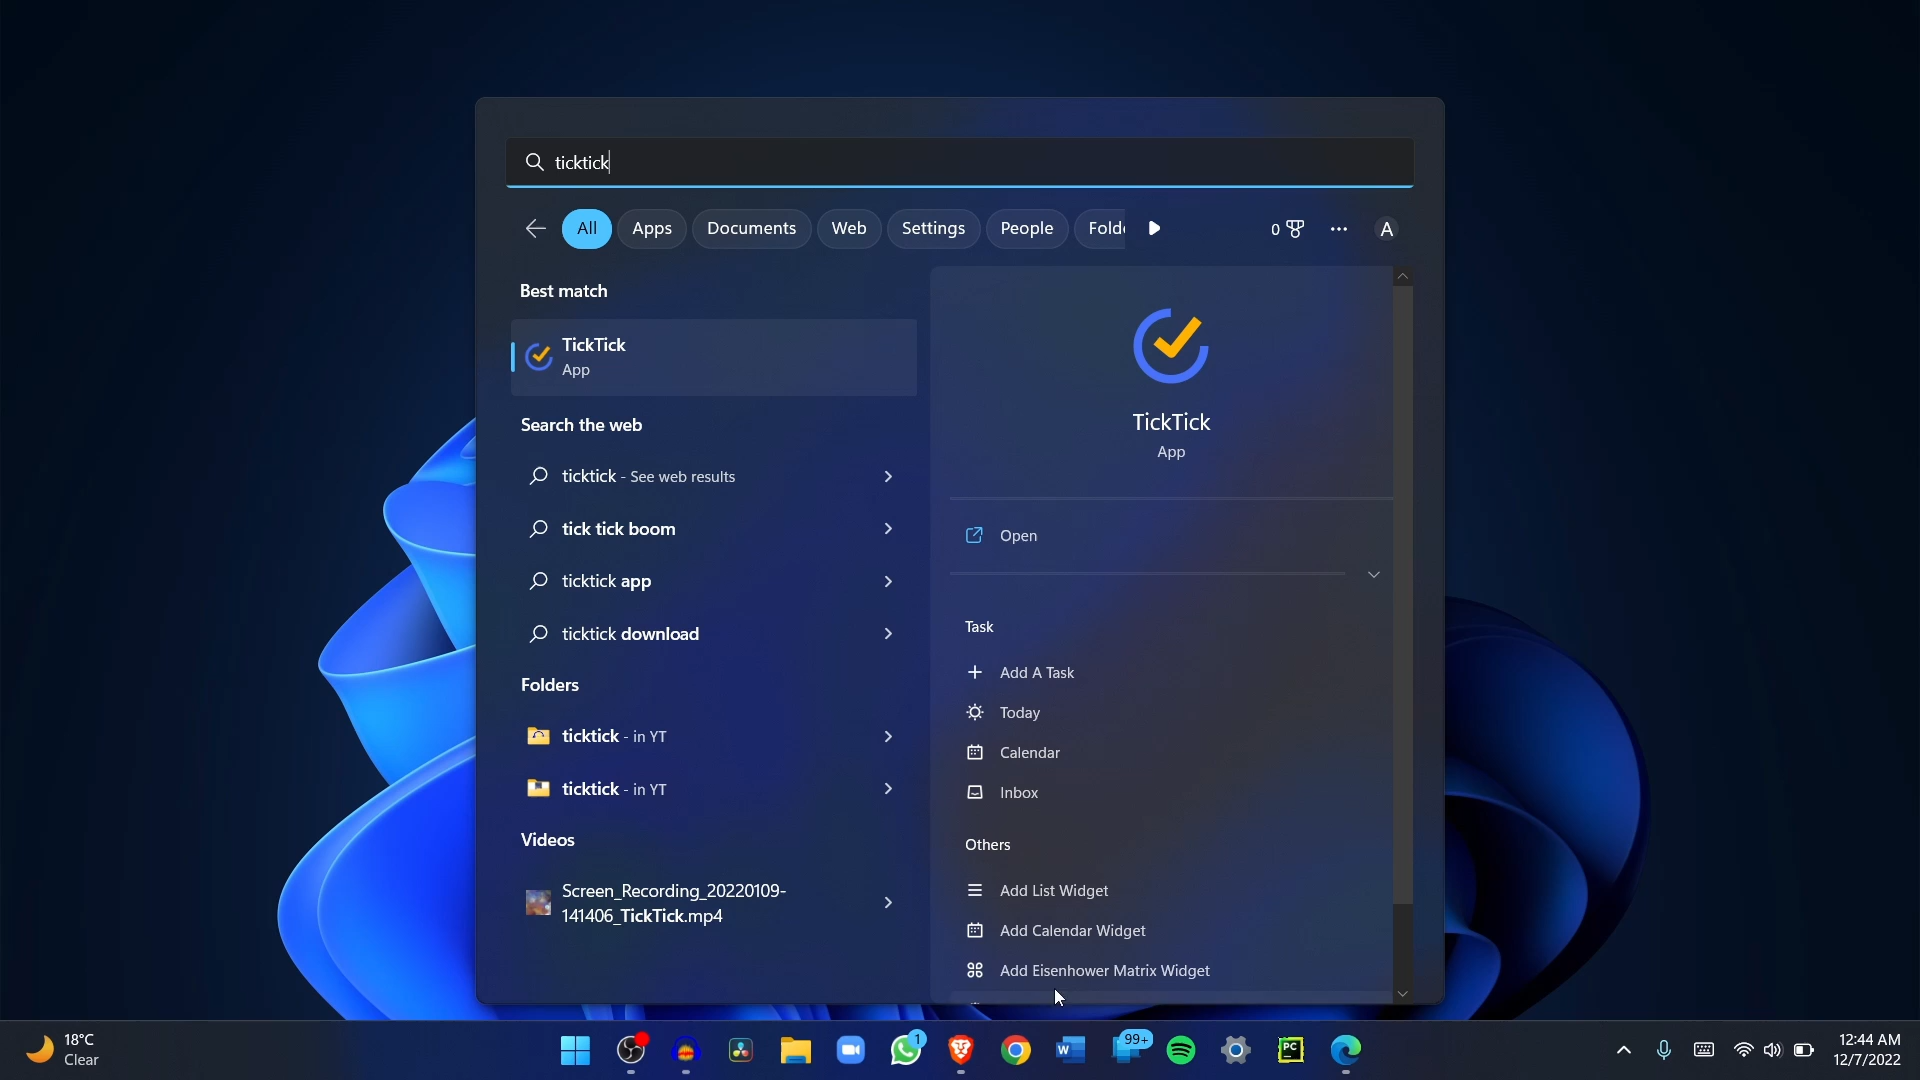 ticktick
All
Apps
Documents
Web
Settings
People
Folde
0
A
Best match
TickTick
App
Search the web
ticktick - See web results
tick tick boom
ticktick app
ticktick download
Folders
ticktick - in YT
ticktick - in YT
Videos
Screen_Recording_20220109-
141406_TickTick.mp4
TickTick
App
Open
Task
Add A Task
Today
Calendar
Inbox
Others
Add List Widget
Add Calendar Widget
Add Eisenhower Matrix Widget
18°C
Clear
1
W
99+
PC
12:44 AM
12/7/2022